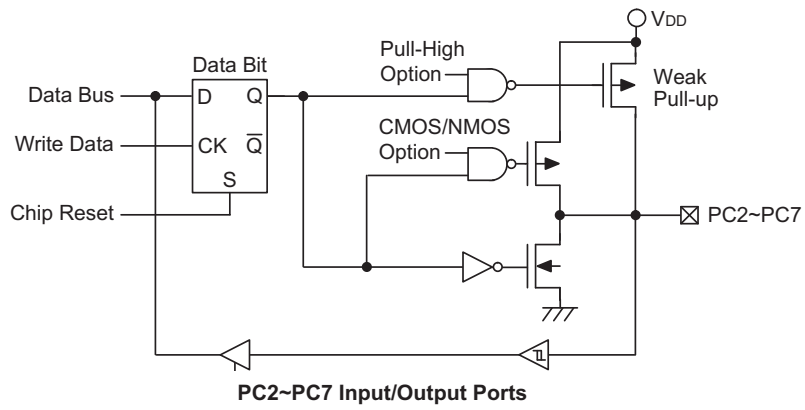 VDD
Pull-High
Option
Weak
Pull-up
Data Bit
Data Bus
D
Q
Write Data
CK
Q̅
CMOS/NMOS
Option
S
Chip Reset
PC2~PC7
PC2~PC7 Input/Output Ports